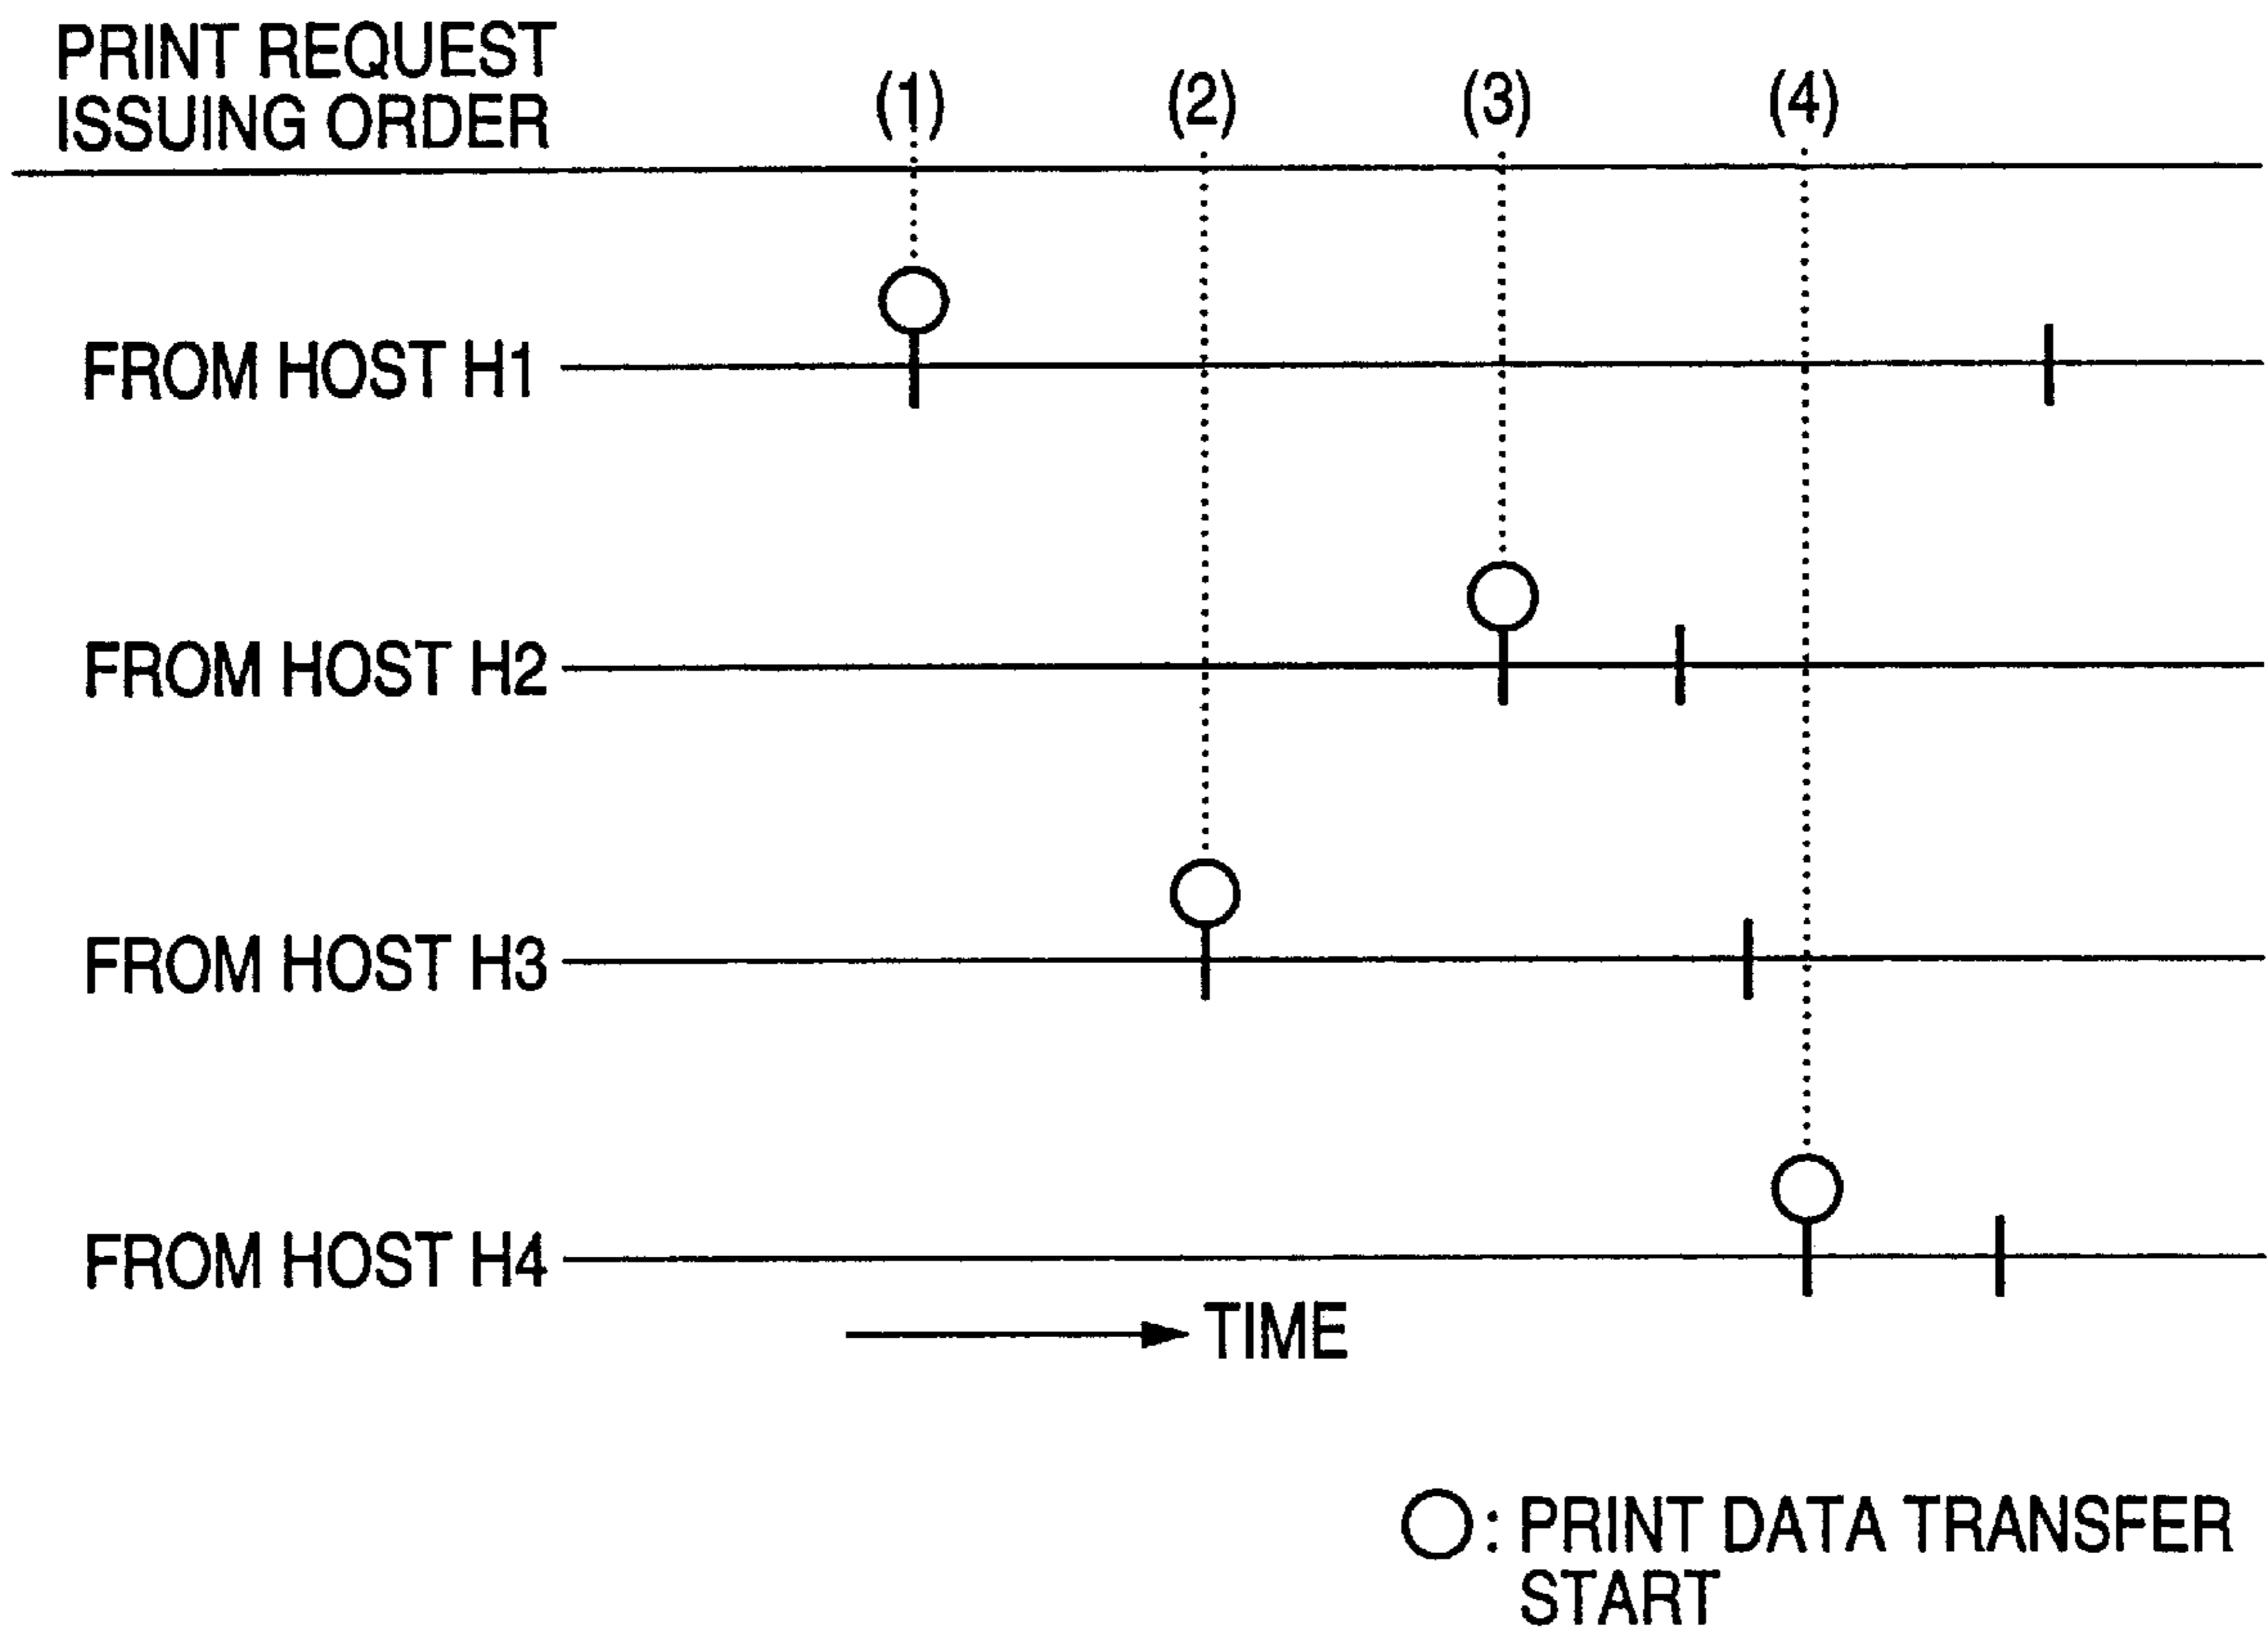 PRINT REQUEST
ISSUING ORDER
(1) (2) (3) (4)
FROM HOST H1
FROM HOST H2
FROM HOST H3
FROM HOST H4
TIME
: PRINT DATA TRANSFER
START